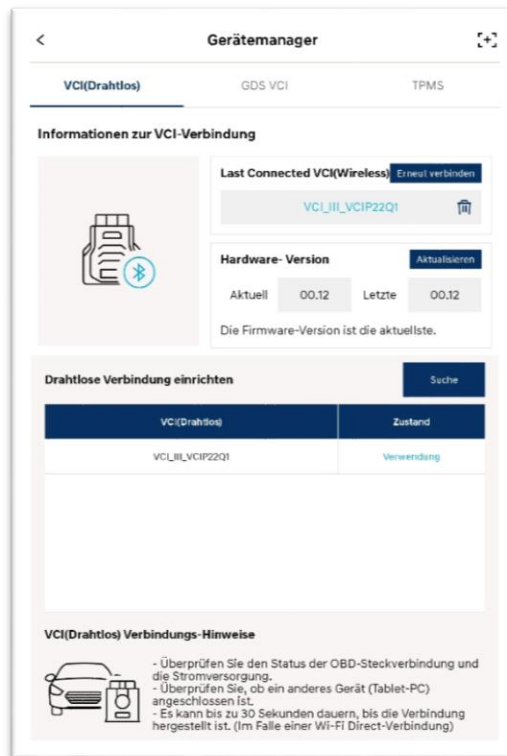 Gerätemanager
VCI(Drahtlos) GDS VCI TPMS
Informationen zur VCI-Verbindung
Last Connected VCI(Wireless) Erneut verbinden
VCI_III_VCIP22Q1
Hardware- Version Aktualisieren
Aktuell 00.12 Letzte 00.12
Die Firmware-Version ist die aktuellste.
Drahtlose Verbindung einrichten Suche
VCI(Drahtlos) Zustand
VCI_III_VCIP22Q1 Verwendung
VCI(Drahtlos) Verbindungs-Hinweise
- Überprüfen Sie den Status der OBD-Steckverbindung und
die Stromversorgung.
- Überprüfen Sie, ob ein anderes Gerät (Tablet-PC)
angeschlossen ist.
- Es kann bis zu 30 Sekunden dauern, bis die Verbindung
hergestellt ist. (Im Falle einer Wi-Fi Direct-Verbindung)